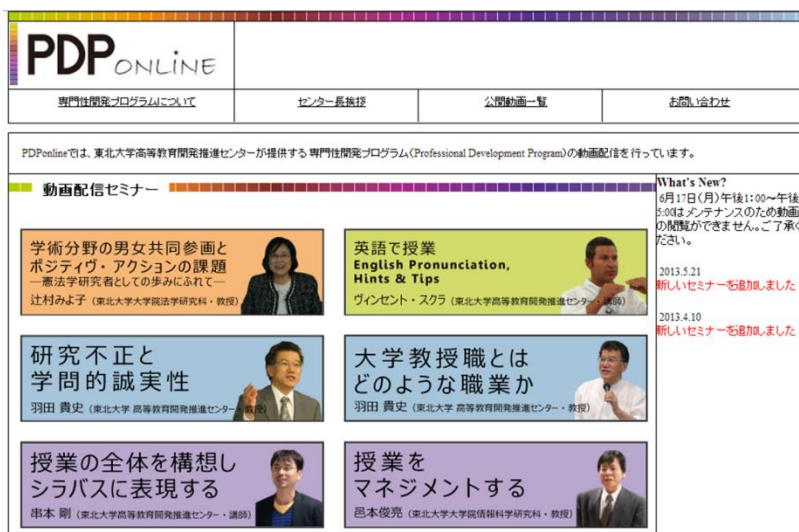 PDPONLINE
専門性開発プログラムについて
センター長挨拶
公開動画一覧
お問い合わせ
PDPonlineでは、東北大学高等教育開発推進センターが提供する専門性開発プログラム(Professional Development Program)の動画配信を行っています。
動画配信セミナー
学術分野の男女共同参画と
ポジティヴ・アクションの課題
―憲法学研究者としての歩みにふれて―
辻村みよ子（東北大学大学院法学研究科・教授）
英語で授業
English Pronunciation,
Hints & Tips
ヴィンセント・スクラ（東北大学高等教育開発推進センター・講師）
研究不正と
学問的誠実性
羽田 貴史（東北大学 高等教育開発推進センター・教授）
大学教授職とは
どのような職業か
羽田 貴史（東北大学 高等教育開発推進センター・教授）
授業の全体を構想し
シラバスに表現する
串本 剛（東北大学高等教育開発推進センター・講師）
授業を
マネジメントする
邑本俊亮（東北大学大学院情報科学研究科・教授）
What's New?
6月17日(月)午後1:00〜午後
5:00はメンテナンスのため動画
の閲覧ができません。ご了承く
ださい。
2013.5.21
新しいセミナーを追加しました
2013.4.10
新しいセミナーを追加しました